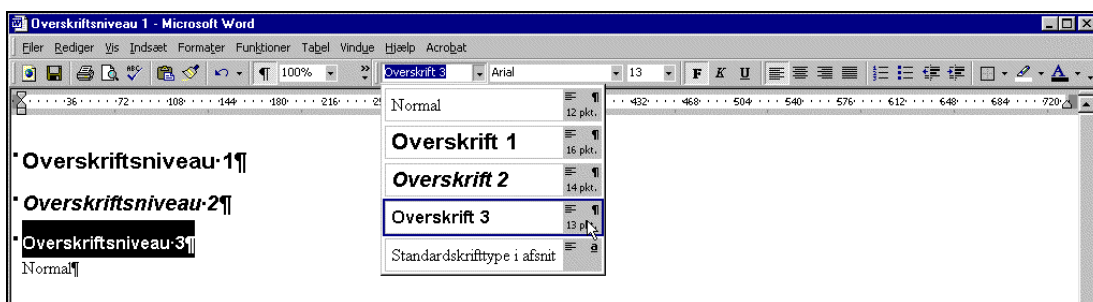 Overskriftsniveau 1 - Microsoft Word
Filer Rediger Vis Indsæt Formater Funktioner Tabel Vindue Hjælp Acrobat
ABC ¶ 100% » Overskrift 3 Arial 13 F K U A
·36· ·72· ·108· ·144· ·180· ·216· ·432· ·468· ·504· ·540· ·576· ·612· ·648· ·684· ·720·
Normal ¶
12 pkt.
Overskrift 1 ¶
16 pkt.
Overskrift 2 ¶
14 pkt.
Overskrift 3 ¶
13
Standardskrifttype i afsnit a
Overskriftsniveau·1¶
Overskriftsniveau·2¶
Overskriftsniveau·3¶
Normal¶